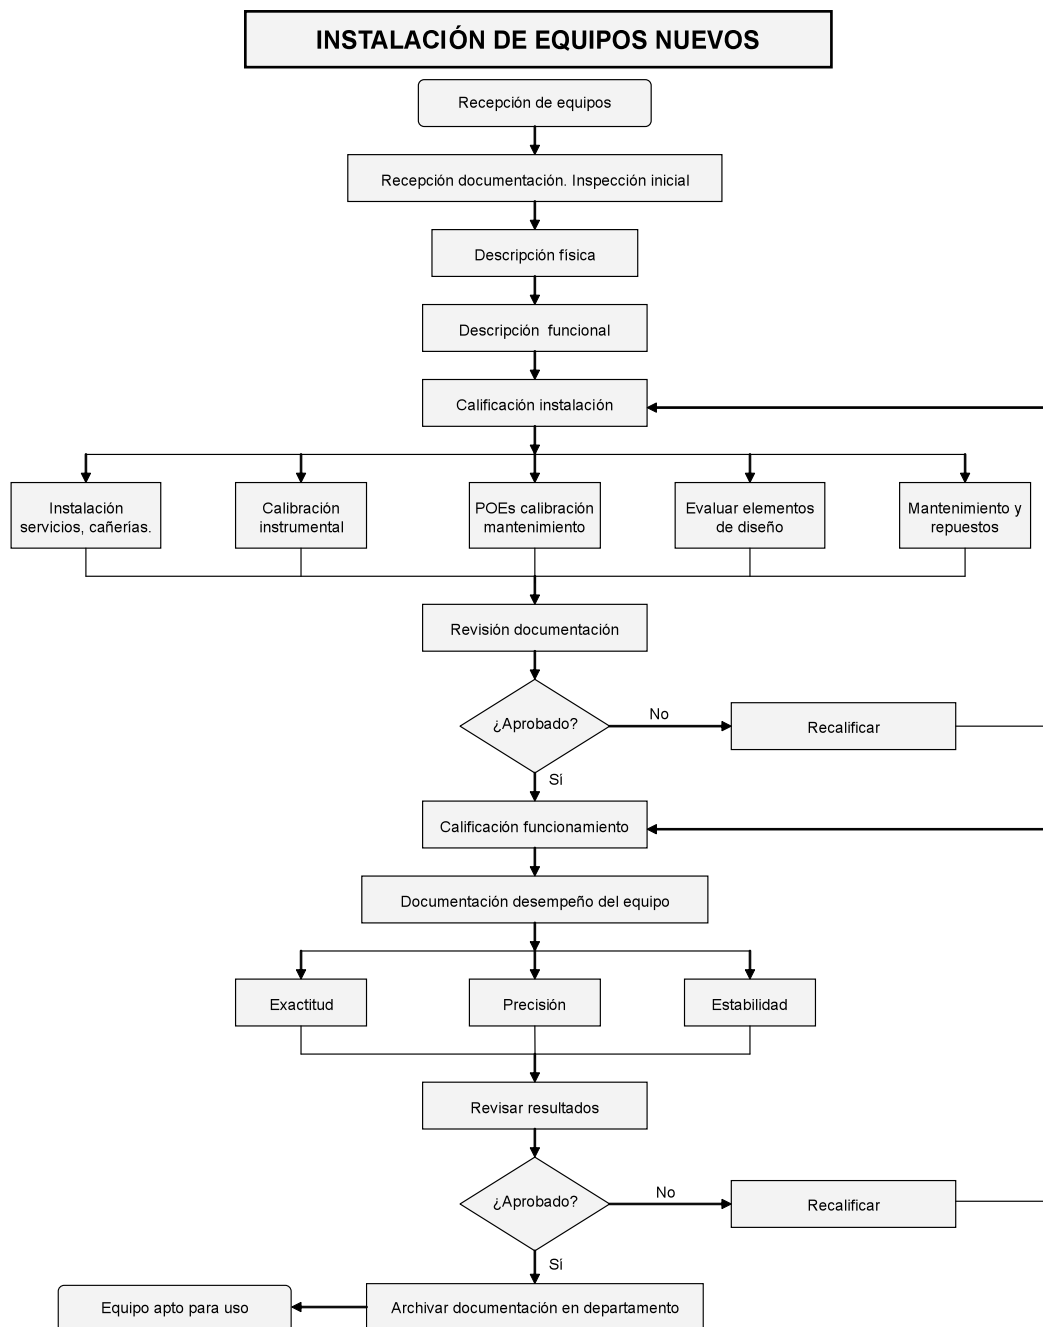 INSTALACIÓN DE EQUIPOS NUEVOS
Recepción de equipos
Recepción documentación. Inspección inicial
Descripción física
Descripción  funcional
Calificación instalación
Instalación
servicios, cañerias.
Calibración
instrumental
POEs calibración
mantenimiento
Evaluar elementos
de diseño
Mantenimiento y
repuestos
Revisión documentación
¿Aprobado?
No
Recalificar
Sí
Calificación funcionamiento
Documentación desempeño del equipo
Exactitud
Precisión
Estabilidad
Revisar resultados
¿Aprobado?
No
Recalificar
Sí
Equipo apto para uso
Archivar documentación en departamento